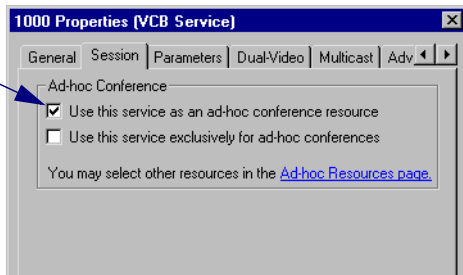 1000 Properties (VCB Service)
General Session Parameters Dual-Video Multicast Adv
Ad-hoc Conference
Use this service as an ad-hoc conference resource
Use this service exclusively for ad-hoc conferences
You may select other resources in the Ad-hoc Resources page.